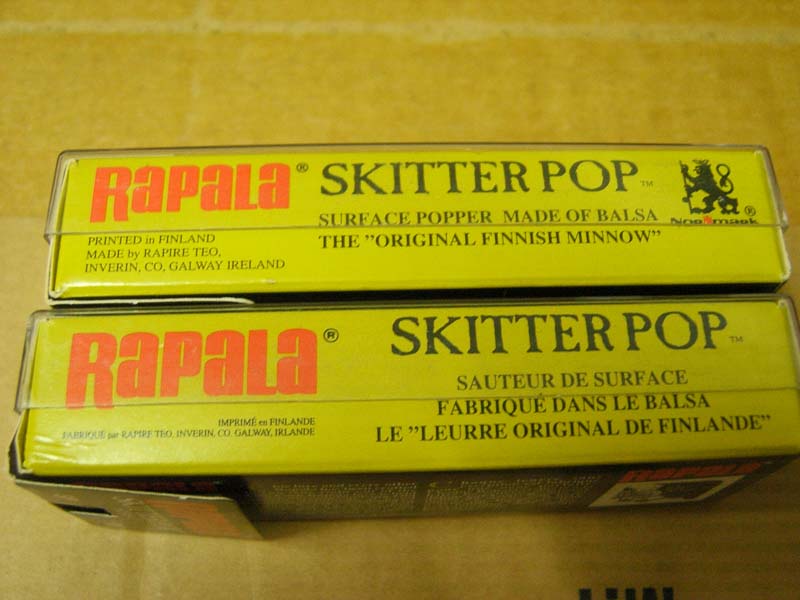 RAPALA® SKITTER POP™
SURFACE POPPER MADE OF BALSA
THE "ORIGINAL FINNISH MINNOW"
Normark®
PRINTED in FINLAND
MADE by RAPIRE TEO,
INVERIN, CO, GALWAY IRELAND
RAPALA® SKITTER POP™
SAUTEUR DE SURFACE
FABRIQUÉ DANS LE BALSA
LE "LEURRE ORIGINAL DE FINLANDE"
IMPRIMÉ en FINLANDE
FABRIQUÉ par RAPIRE TEO, INVERIN, CO. GALWAY, IRLANDE
RAPALA